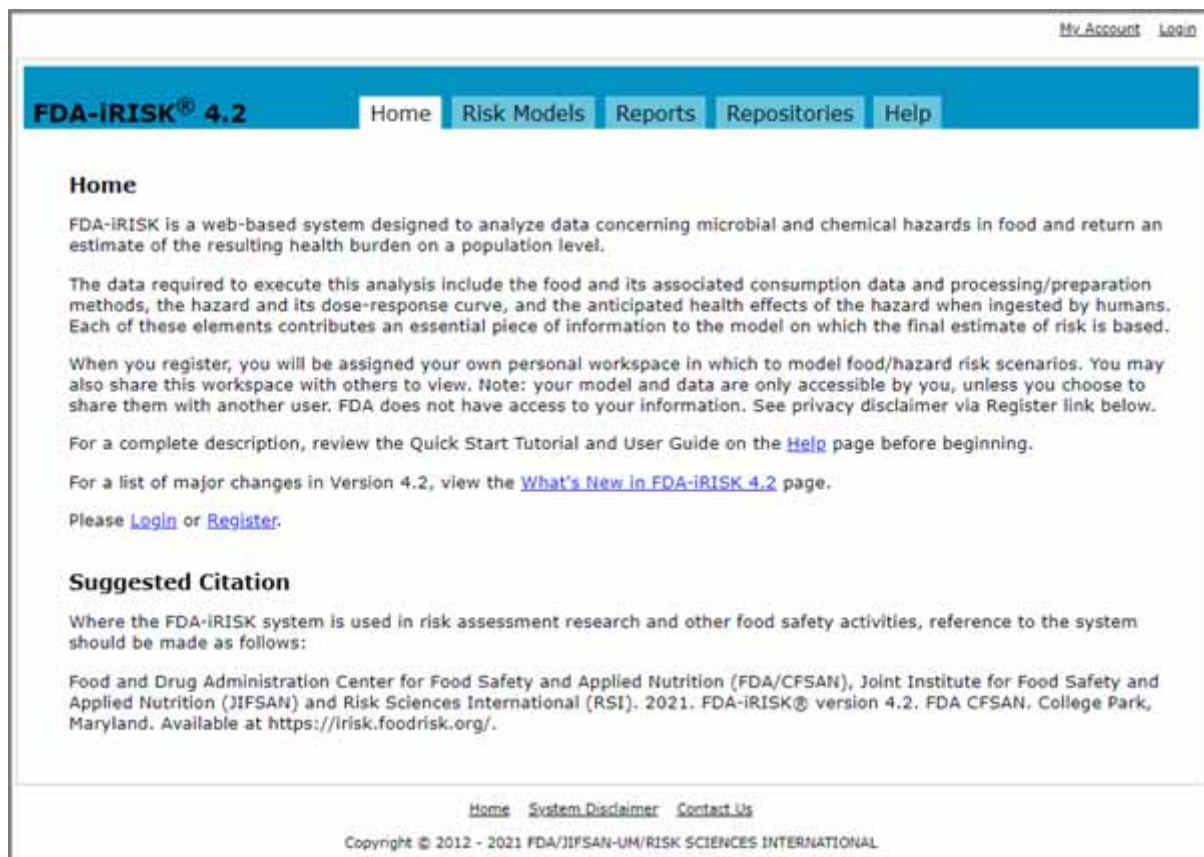 My Account Login
FDA-iRISK® 4.2 Home Risk Models Reports Repositories Help
Home
FDA-iRISK is a web-based system designed to analyze data concerning microbial and chemical hazards in food and return an
estimate of the resulting health burden on a population level.
The data required to execute this analysis include the food and its associated consumption data and processing/preparation
methods, the hazard and its dose-response curve, and the anticipated health effects of the hazard when ingested by humans.
Each of these elements contributes an essential piece of information to the model on which the final estimate of risk is based.
When you register, you will be assigned your own personal workspace in which to model food/hazard risk scenarios. You may
also share this workspace with others to view. Note: your model and data are only accessible by you, unless you choose to
share them with another user. FDA does not have access to your information. See privacy disclaimer via Register link below.
For a complete description, review the Quick Start Tutorial and User Guide on the Help page before beginning.
For a list of major changes in Version 4.2, view the What's New in FDA-iRISK 4.2 page.
Please Login or Register.
Suggested Citation
Where the FDA-iRISK system is used in risk assessment research and other food safety activities, reference to the system
should be made as follows:
Food and Drug Administration Center for Food Safety and Applied Nutrition (FDA/CFSAN), Joint Institute for Food Safety and
Applied Nutrition (JIFSAN) and Risk Sciences International (RSI). 2021. FDA-iRISK® version 4.2. FDA CFSAN. College Park,
Maryland. Available at https://irisk.foodrisk.org/.
Home System Disclaimer Contact Us
Copyright © 2012 - 2021 FDA/JIFSAN-UM/RISK SCIENCES INTERNATIONAL